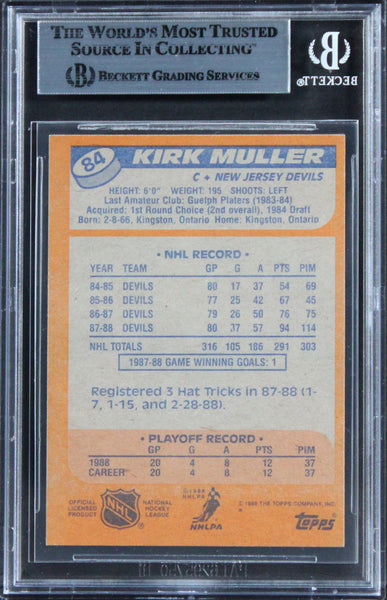 THE WORLD'S MOST TRUSTED
SOURCE IN COLLECTING™
BECKETT GRADING SERVICES
BECKETT
84
KIRK MULLER
C • NEW JERSEY DEVILS
HEIGHT: 6'0" WEIGHT: 195 SHOOTS: LEFT
Last Amateur Club: Guelph Platers (1983-84)
Acquired: 1st Round Choice (2nd overall), 1984 Draft
Born: 2-8-66, Kingston, Ontario Home: Kingston, Ontario
• NHL RECORD •
YEAR TEAM GP G A PTS PIM
84-85 DEVILS 80 17 37 54 69
85-86 DEVILS 77 25 42 67 45
86-87 DEVILS 79 26 50 76 75
87-88 DEVILS 80 37 57 94 114
NHL TOTALS 316 105 186 291 303
1987-88 GAME WINNING GOALS: 1
Registered 3 Hat Tricks in 87-88 (1-
7, 1-15, and 2-28-88).
• PLAYOFF RECORD •
1988 20 4 8 12 37
CAREER 20 4 8 12 37
OFFICIAL
LICENSED
PRODUCT
NHL
NATIONAL
HOCKEY
LEAGUE
© 1988
NHLPA
NHLPA
© 1988 THE TOPPS COMPANY, INC.
TOPPS